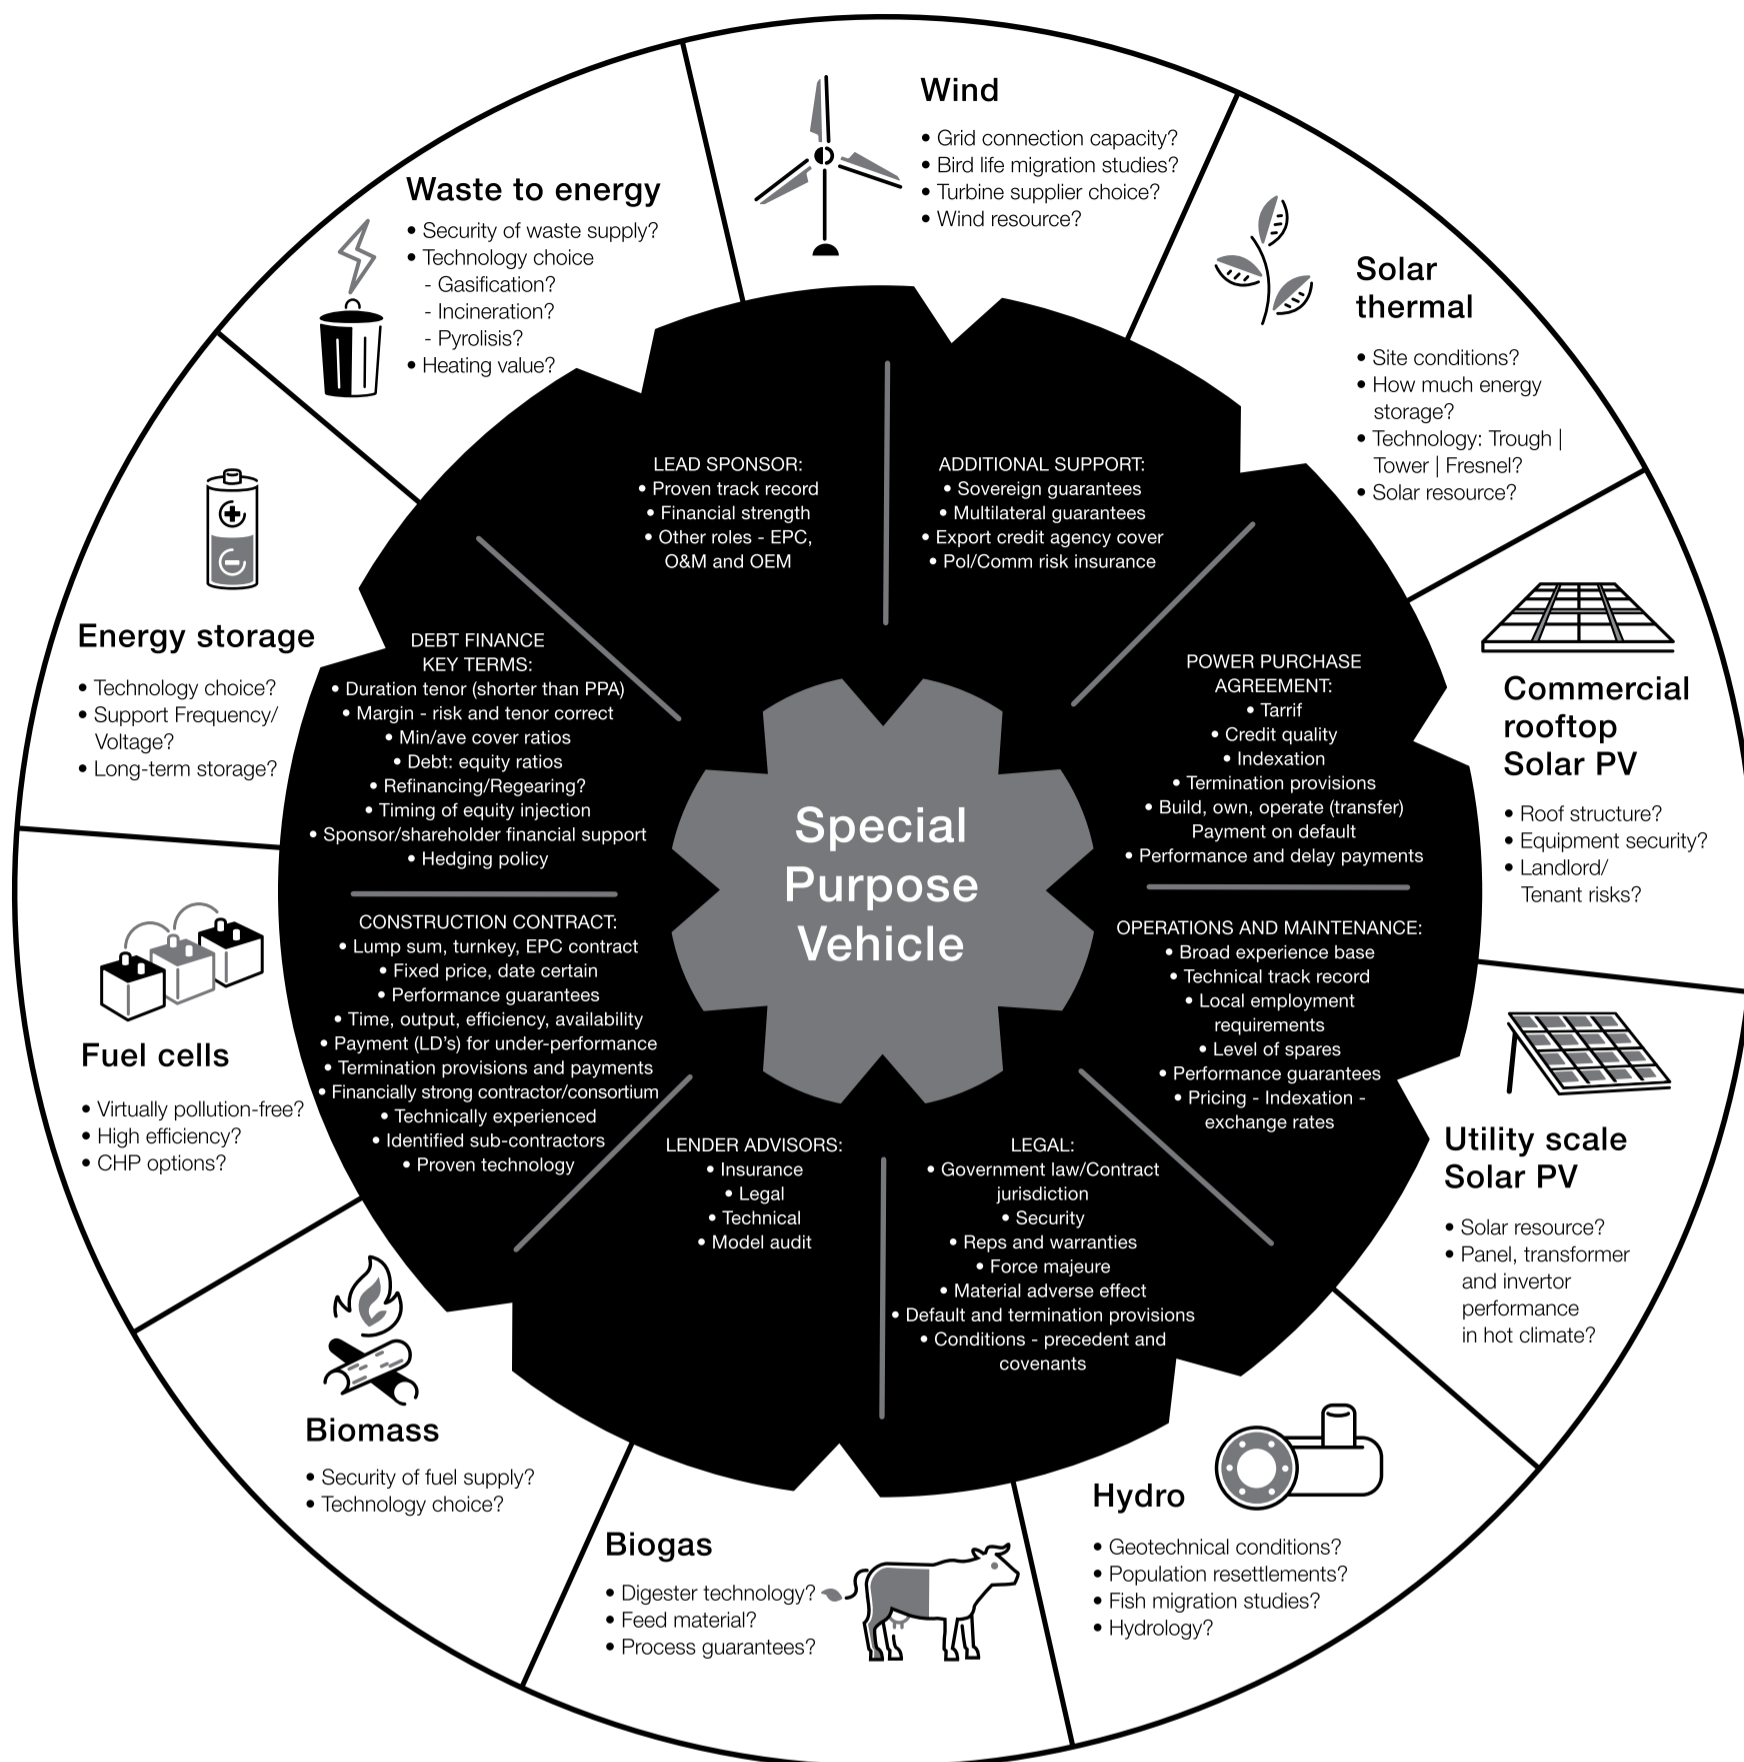 Wind
• Grid connection capacity?
• Bird life migration studies?
• Turbine supplier choice?
• Wind resource?
Solar
thermal
• Site conditions?
• How much energy
storage?
• Technology: Trough |
Tower | Fresnel?
• Solar resource?
Commercial
rooftop
Solar PV
• Roof structure?
• Equipment security?
• Landlord/
Tenant risks?
Utility scale
Solar PV
• Solar resource?
• Panel, transformer
and invertor
performance
in hot climate?
Hydro
• Geotechnical conditions?
• Population resettlements?
• Fish migration studies?
• Hydrology?
Biogas
• Digester technology?
• Feed material?
• Process guarantees?
Biomass
• Security of fuel supply?
• Technology choice?
Fuel cells
• Virtually pollution-free?
• High efficiency?
• CHP options?
Energy storage
• Technology choice?
• Support Frequency/
Voltage?
• Long-term storage?
Waste to energy
• Security of waste supply?
• Technology choice
- Gasification?
- Incineration?
- Pyrolisis?
• Heating value?
LEAD SPONSOR:
• Proven track record
• Financial strength
• Other roles - EPC,
O&M and OEM
ADDITIONAL SUPPORT:
• Sovereign guarantees
• Multilateral guarantees
• Export credit agency cover
• Pol/Comm risk insurance
POWER PURCHASE
AGREEMENT:
• Tarrif
• Credit quality
• Indexation
• Termination provisions
• Build, own, operate (transfer)
Payment on default
• Performance and delay payments
OPERATIONS AND MAINTENANCE:
• Broad experience base
• Technical track record
• Local employment
requirements
• Level of spares
• Performance guarantees
• Pricing - Indexation -
exchange rates
LEGAL:
• Government law/Contract
jurisdiction
• Security
• Reps and warranties
• Force majeure
• Material adverse effect
• Default and termination provisions
• Conditions - precedent and
covenants
LENDER ADVISORS:
• Insurance
• Legal
• Technical
• Model audit
CONSTRUCTION CONTRACT:
• Lump sum, turnkey, EPC contract
• Fixed price, date certain
• Performance guarantees
• Time, output, efficiency, availability
• Payment (LD's) for under-performance
• Termination provisions and payments
• Financially strong contractor/consortium
• Technically experienced
• Identified sub-contractors
• Proven technology
DEBT FINANCE
KEY TERMS:
• Duration tenor (shorter than PPA)
• Margin - risk and tenor correct
• Min/ave cover ratios
• Debt: equity ratios
• Refinancing/Regearing?
• Timing of equity injection
• Sponsor/shareholder financial support
• Hedging policy
Special
Purpose
Vehicle